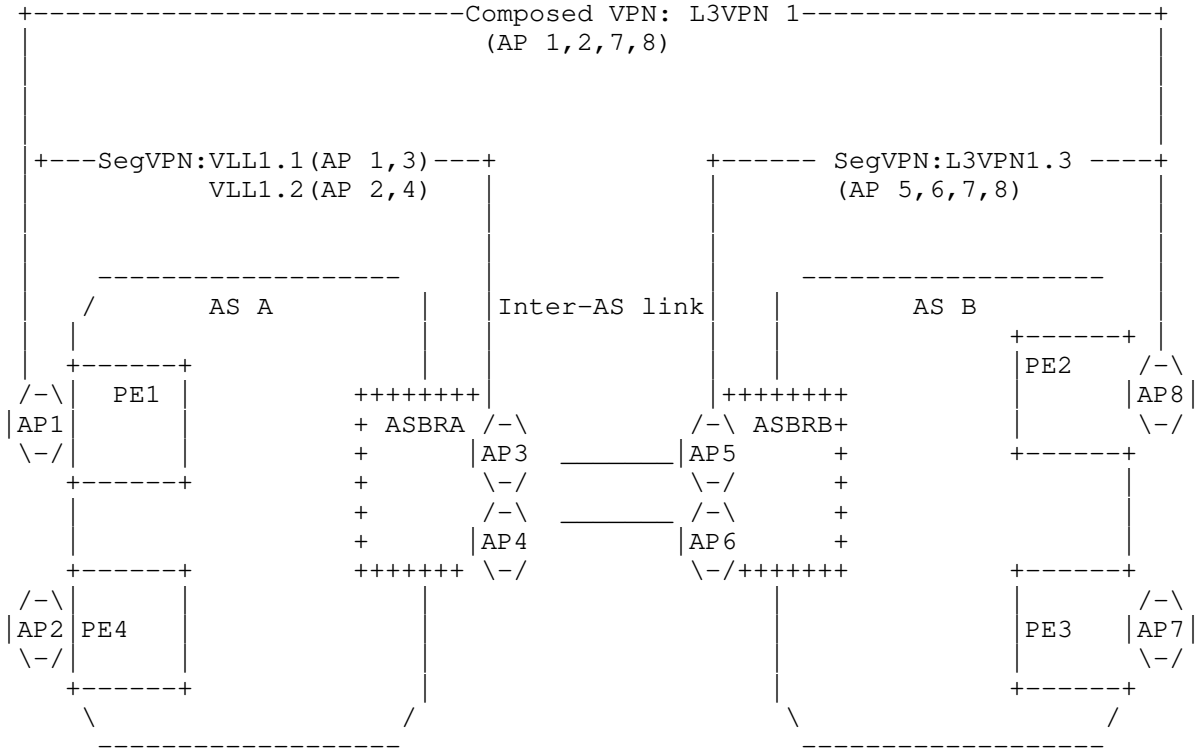 Composed VPN: L3VPN 1
(AP 1,2,7,8)
SegVPN:VLL1.1(AP 1,3) SegVPN:L3VPN1.3
VLL1.2(AP 2,4) (AP 5,6,7,8)
AS A Inter-AS link AS B
PE2
PE1 AP8
AP1 ASBRA ASBRB
AP3 AP5
AP4 AP6
AP2 PE4 PE3 AP7